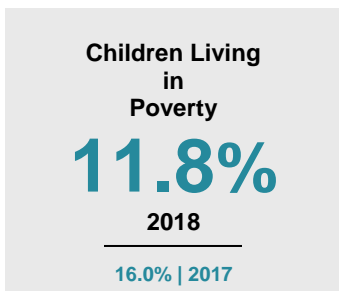 Children Living
in
Poverty
11.8%
2018
16.0% | 2017